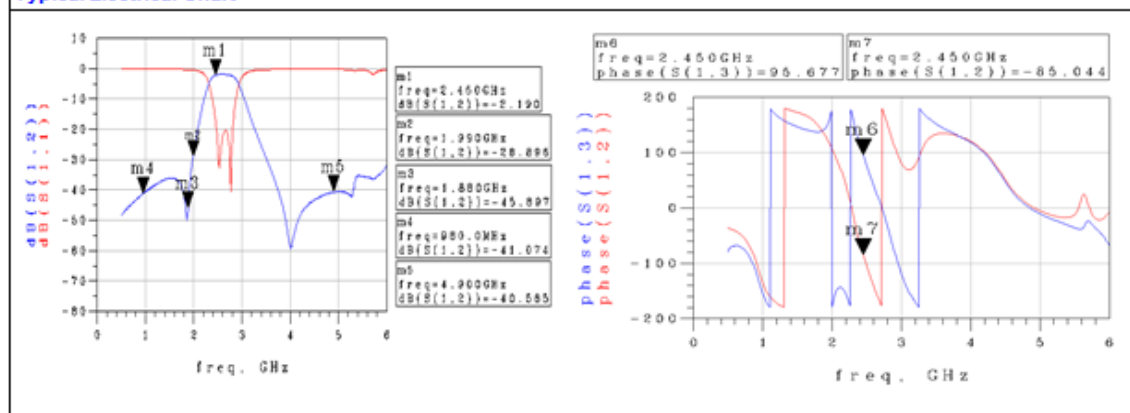 10
0
-10
-20
-30
-40
-50
-60
-70
-80
0 1 2 3 4 5 6
freq. GHz
dB(S(1.2))
dB(S(1.1))
m1
m2
m3
m4
m5
m1
freq=2.450GHz
dB(S(1.2))=-2.190
m2
freq=1.990GHz
dB(S(1.2))=-28.896
m3
freq=1.880GHz
dB(S(1.2))=-45.897
m4
freq=980.0MHz
dB(S(1.2))=-41.074
m5
freq=4.900GHz
dB(S(1.2))=-40.585
m6
freq=2.450GHz
phase(S(1.3))=95.677
m7
freq=2.450GHz
phase(S(1.2))=-85.044
200
100
0
-100
-200
0 1 2 3 4 5 6
freq. GHz
phase(S(1.3))
phase(S(1.2))
m6
m7